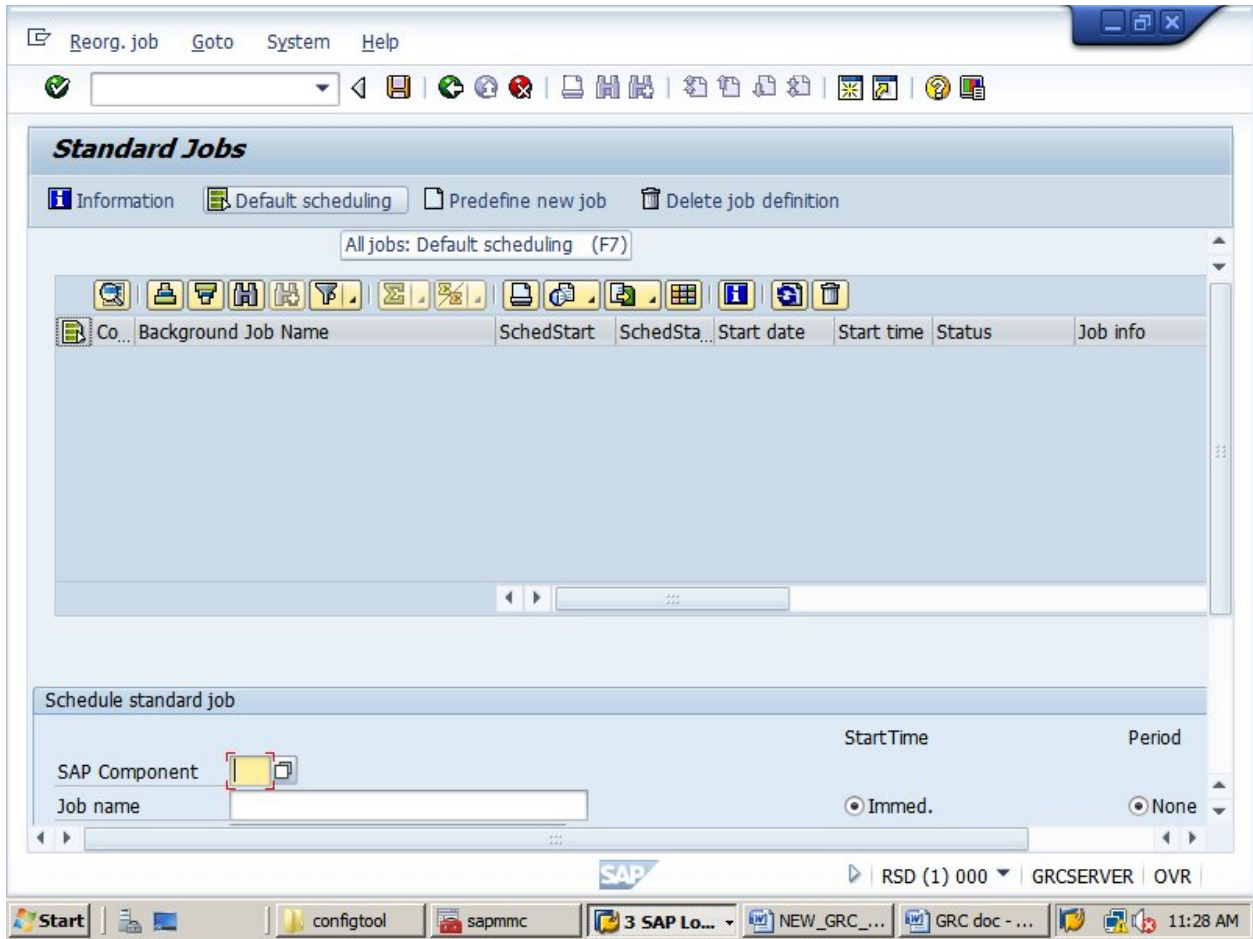 Reorg. job Goto System Help
Standard Jobs
Information Default scheduling Predefine new job Delete job definition
All jobs: Default scheduling (F7)
Co... Background Job Name SchedStart SchedSta... Start date Start time Status Job info
Schedule standard job
StartTime Period
SAP Component
Job name Immed. None
SAP RSD (1) 000 GRCSERVER OVR
Start configtool sapmmc 3 SAP Lo... NEW_GRC_... GRC doc - ... 11:28 AM